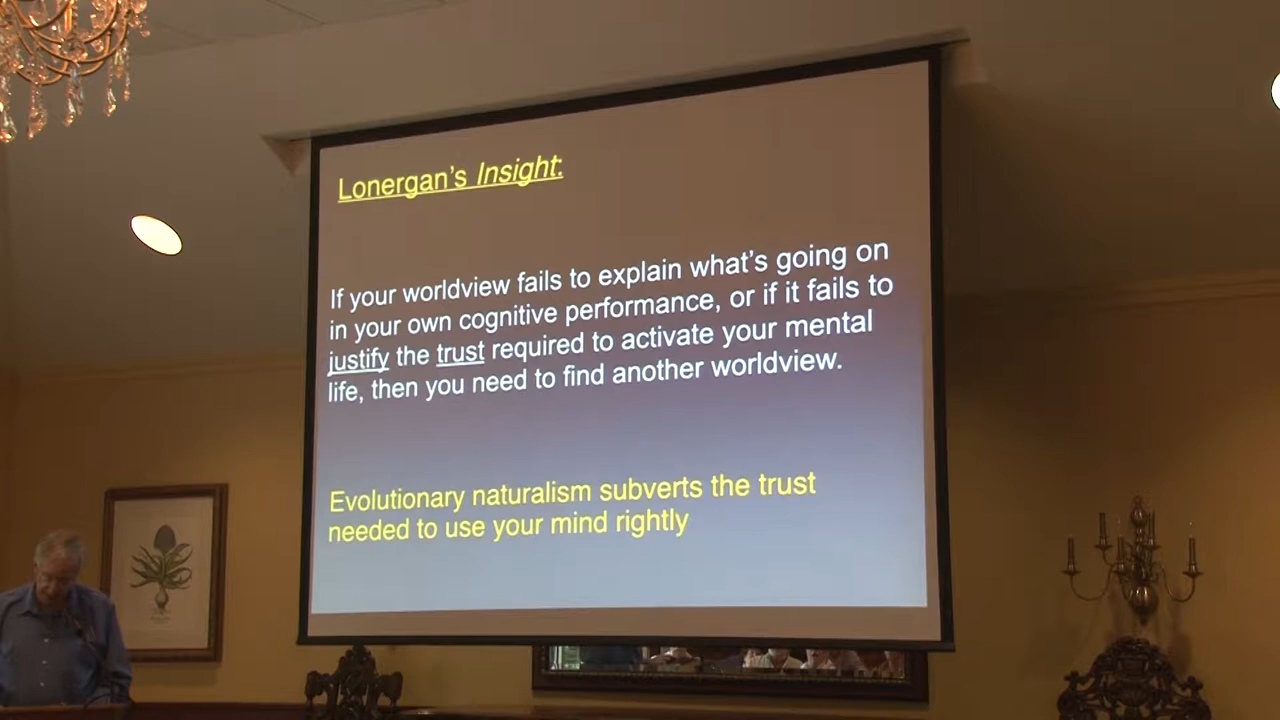 Lonergan's Insight:
If your worldview fails to explain what's going on
in your own cognitive performance, or if it fails to
justify the trust required to activate your mental
life, then you need to find another worldview.
Evolutionary naturalism subverts the trust
needed to use your mind rightly